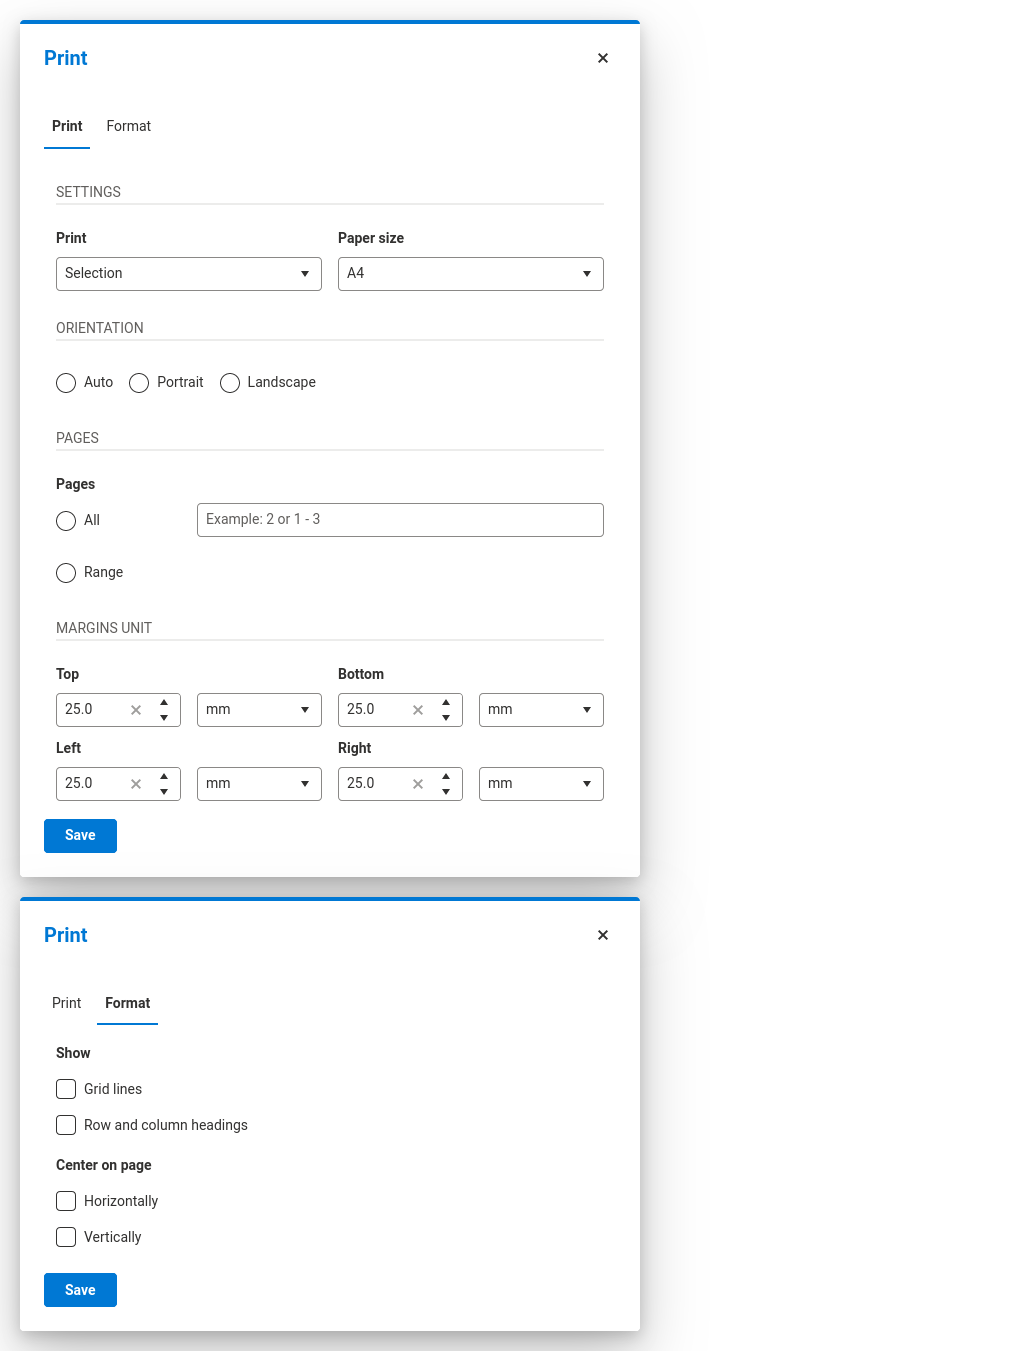 Print
Print Format
SETTINGS
Print Paper size
Selection A4
ORIENTATION
Auto Portrait Landscape
PAGES
Pages
All Example: 2 or 1 - 3
Range
MARGINS UNIT
Top Bottom
25.0 mm 25.0 mm
Left Right
25.0 mm 25.0 mm
Save
Print
Print Format
Show
Grid lines
Row and column headings
Center on page
Horizontally
Vertically
Save